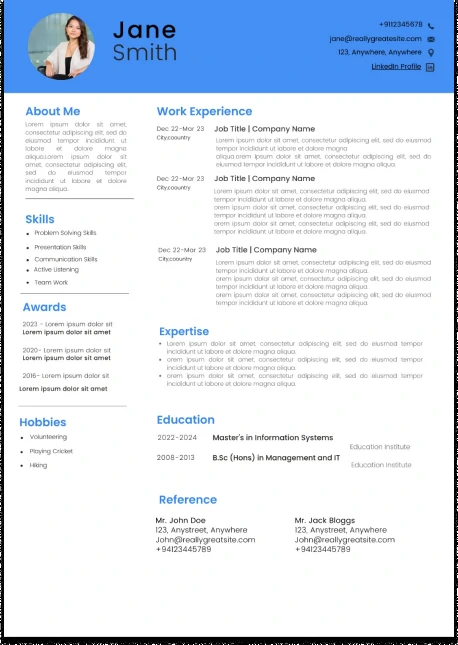 Jane
Smith
+9112345678
jane@reallygreatesite.com
123, Anywhere, Anywhere
LinkedIn Profile
About Me
Lorem ipsum dolor sit amet,
consectetur adipiscing elit, sed do
eiusmod tempor incididunt ut
labore et dolore magna
aliqua.Lorem ipsum dolor sit
amet, consectetur adipiscing elit,
sed do eiusmod tempor
incididunt ut labore et dolore
magna aliqua.
Skills
Problem Solving Skills
Presentation Skills
Communication Skills
Active Listening
Team Work
Awards
2023 - Lorem ipsum dolor sit
Lorem ipsum dolor sit amet
2020- Lorem ipsum dolor sit
Lorem ipsum dolor sit amet
2016- Lorem ipsum dolor sit
Lorem ipsum dolor sit amet
Hobbies
Volunteering
Playing Cricket
Hiking
Work Experience
Dec 22-Mar 23 Job Title | Company Name
City,coountry
Lorem ipsum dolor sit amet, consectetur adipiscing elit, sed do eiusmod
tempor incididunt ut labore et dolore magna
aliqua.orem ipsum dolor sit amet, consectetur adipiscing elit, sed do
eiusmod tempor incididunt ut labore et dolore magna aliqua.
Dec 22-Mar 23 Job Title | Company Name
City,coountry
Lorem ipsum dolor sit amet, consectetur adipiscing elit, sed do eiusmod
tempor incididunt ut labore et dolore magna aliqua.
orem ipsum dolor sit amet, consectetur adipiscing elit, sed do eiusmod
tempor incididunt ut labore et dolore magna aliqua.
orem ipsum dolor sit amet, consectetur adipiscing elit, sed do eiusmod
tempor incididunt ut labore et dolore magna aliqua.
Dec 22-Mar 23 Job Title | Company Name
City,coountry
Lorem ipsum dolor sit amet, consectetur adipiscing elit, sed do eiusmod
tempor incididunt ut labore et dolore magna aliqua.
orem ipsum dolor sit amet, consectetur adipiscing elit, sed do eiusmod
tempor incididunt ut labore et dolore magna aliqua.
orem ipsum dolor sit amet, consectetur adipiscing elit, sed do eiusmod
tempor incididunt ut labore et dolore magna aliqua.
Expertise
Lorem ipsum dolor sit amet, consectetur adipiscing elit, sed do eiusmod tempor
incididunt ut labore et dolore magna aliqua.
orem ipsum dolor sit amet, consectetur adipiscing elit, sed do eiusmod tempor
incididunt ut labore et dolore magna aliqua.
orem ipsum dolor sit amet, consectetur adipiscing elit, sed do eiusmod tempor
incididunt ut labore et dolore magna aliqua.
Education
2022-2024 Master's in Information Systems
Education Institute
2008-2013 B.Sc (Hons) in Management and IT
Education Institute
Reference
Mr. John Doe
123, Anystreet, Anywhere
John@reallygreatsite.com
+94123445789
Mr. Jack Bloggs
123, Anystreet, Anywhere
John@reallygreatsite.com
+94123445789